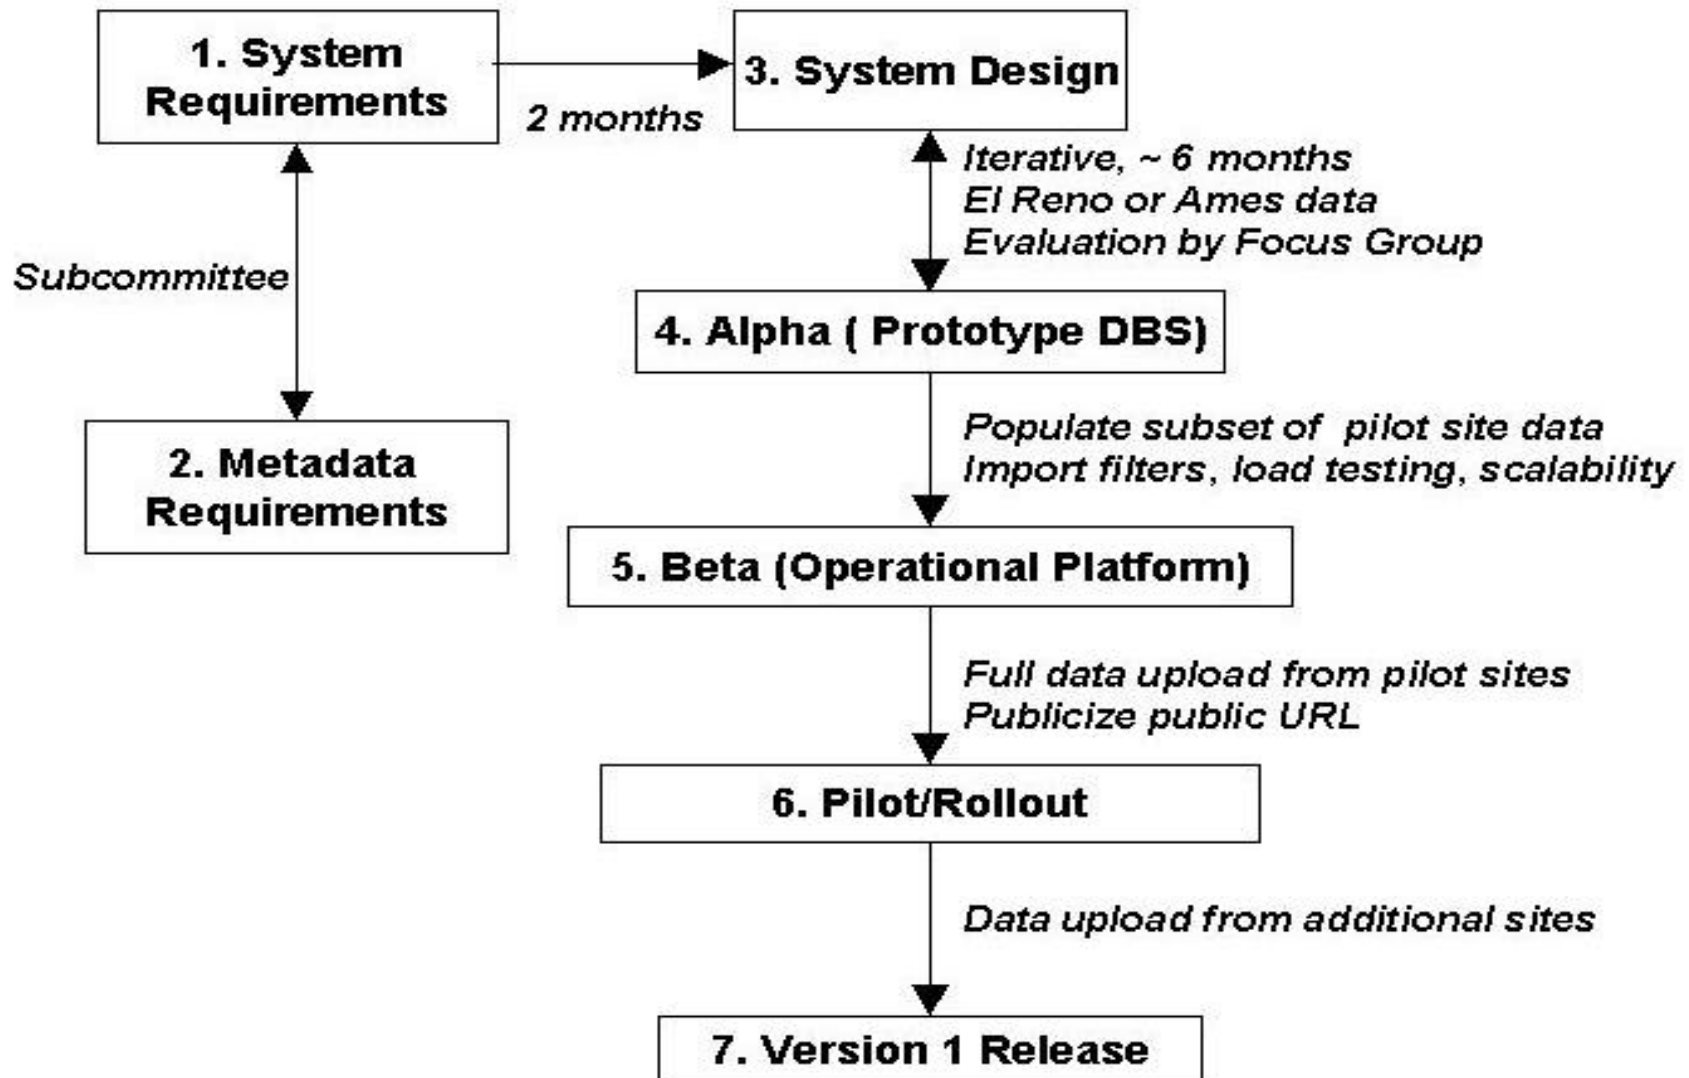 1. System
Requirements
2 months
3. System Design
Iterative, ~ 6 months
El Reno or Ames data
Evaluation by Focus Group
Subcommittee
2. Metadata
Requirements
4. Alpha ( Prototype DBS)
Populate subset of pilot site data
Import filters, load testing, scalability
5. Beta (Operational Platform)
Full data upload from pilot sites
Publicize public URL
6. Pilot/Rollout
Data upload from additional sites
7. Version 1 Release